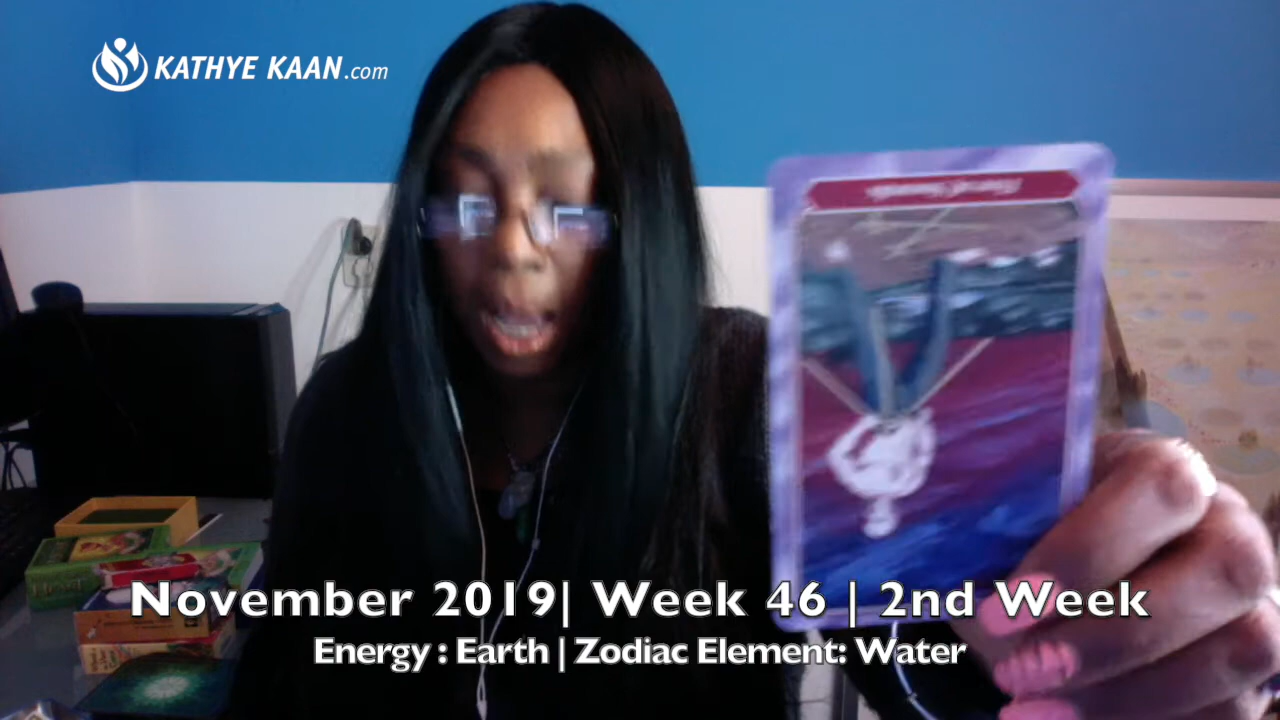 KATHYE KAAN.com
November 2019| Week 46 | 2nd Week
Energy : Earth | Zodiac Element: Water